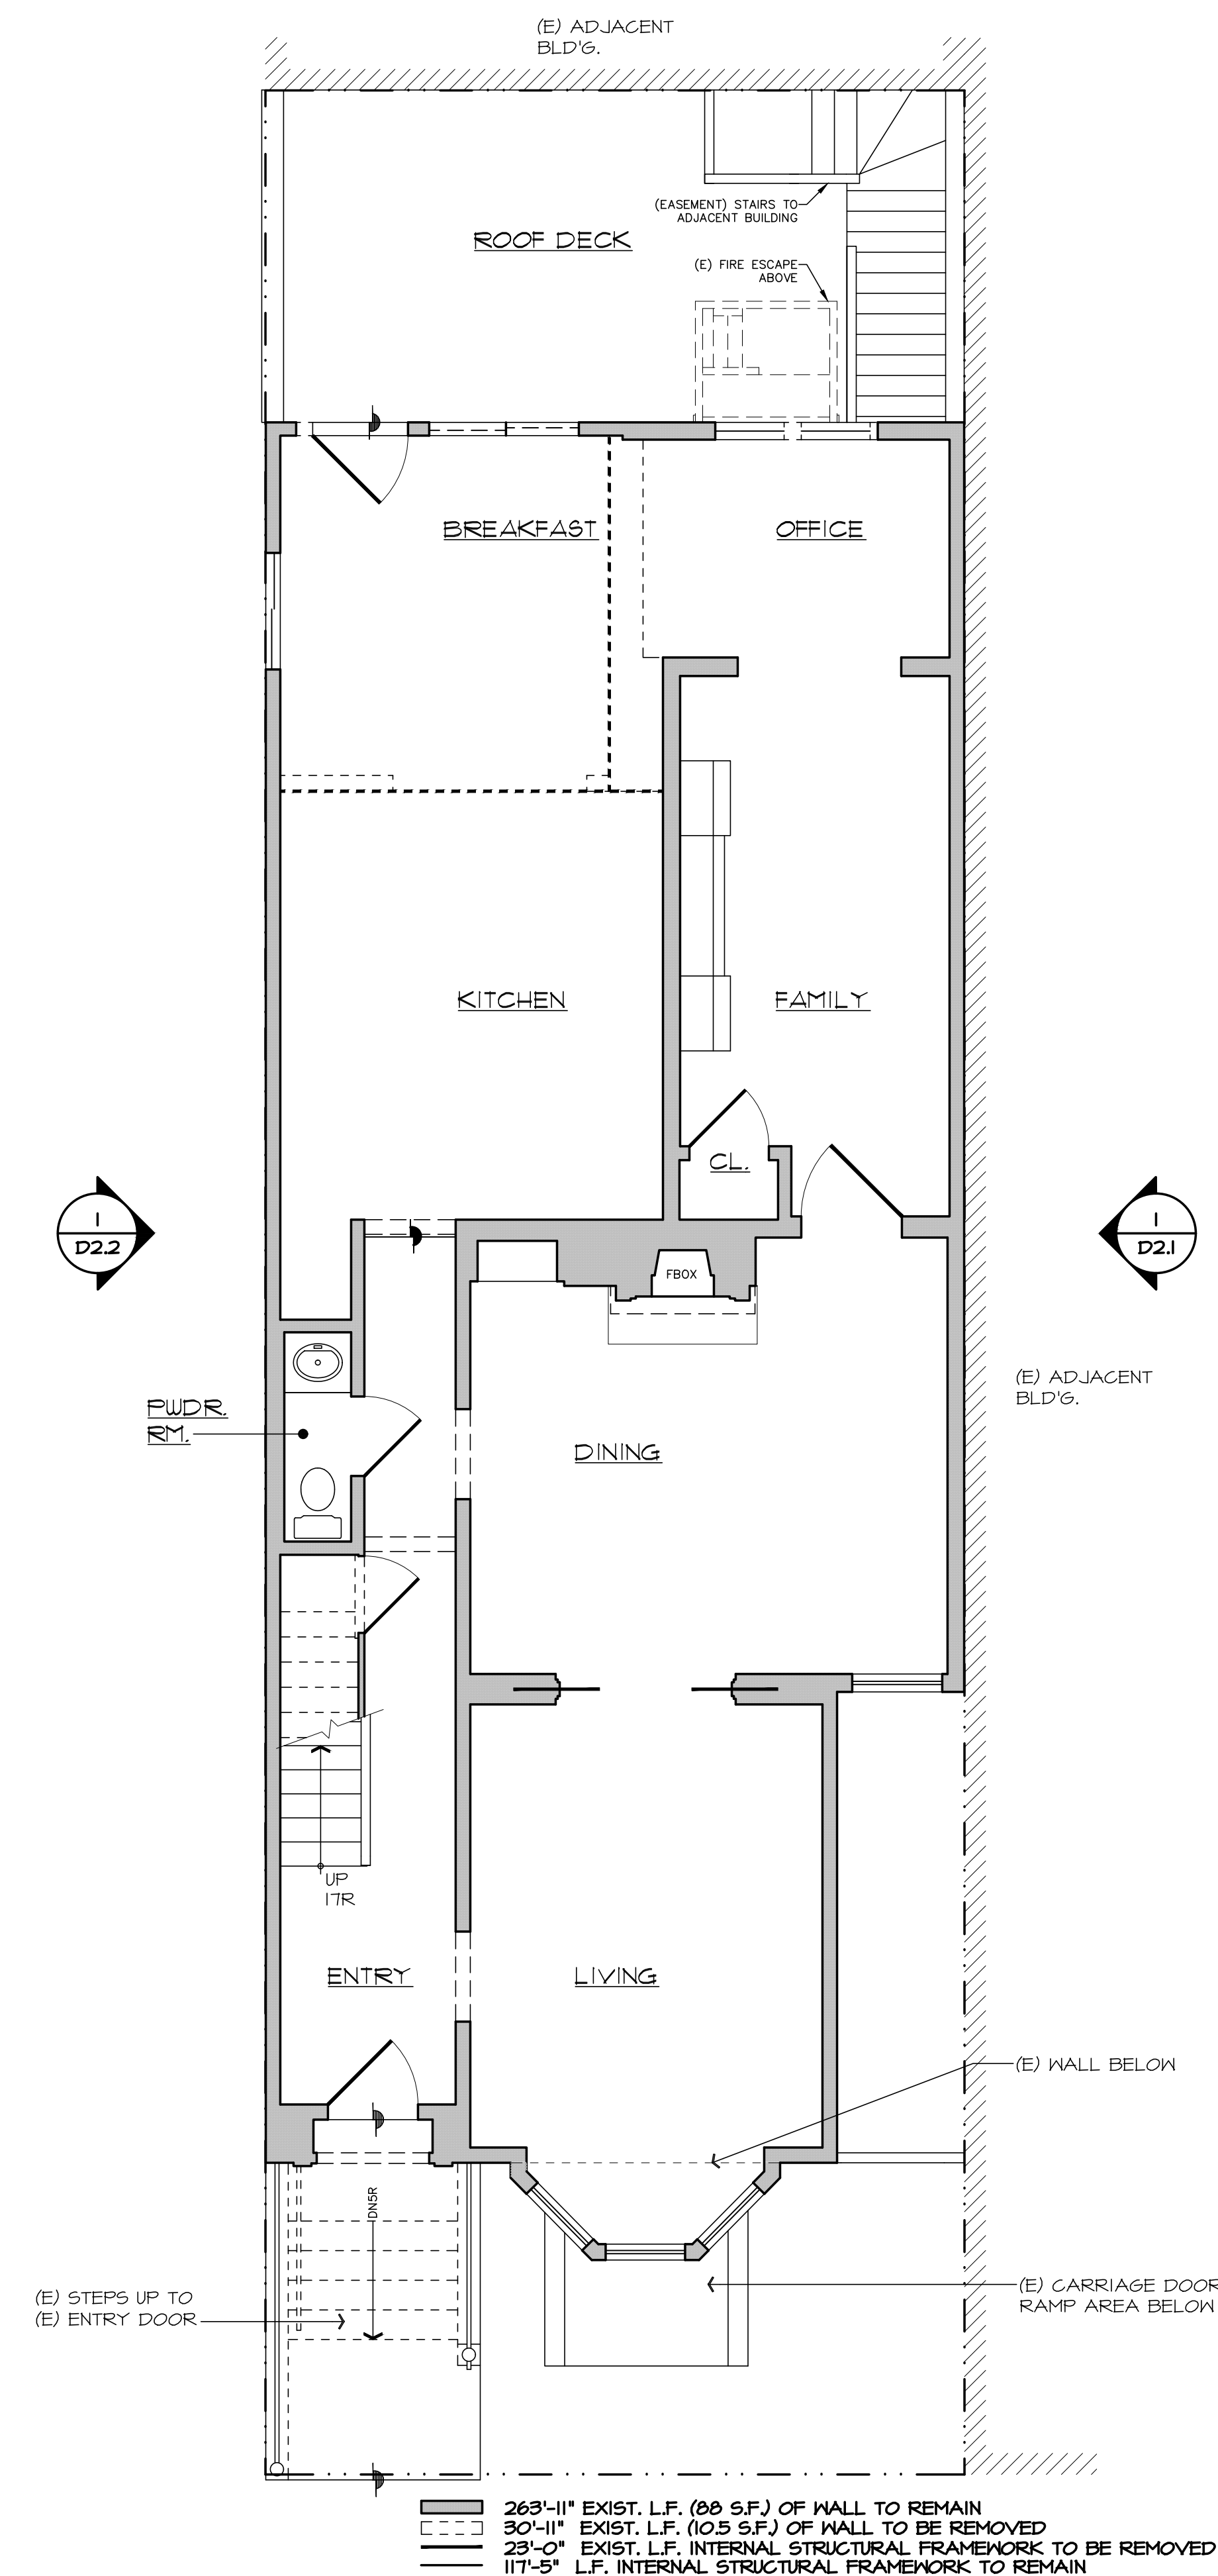 (E) ADJACENT
BLD'G.
(EASEMENT) STAIRS TO
ADJACENT BUILDING
ROOF DECK
(E) FIRE ESCAPE
ABOVE
BREAKFAST
OFFICE
KITCHEN
FAMILY
CL.
1
D2.2
1
D2.1
FBOX
(E) ADJACENT
BLD'G.
PWDR.
RM.
DINING
UP
17R
ENTRY
LIVING
(E) WALL BELOW
DN5R
(E) STEPS UP TO
(E) ENTRY DOOR
(E) CARRIAGE DOOR
RAMP AREA BELOW
263'-11" EXIST. L.F. (88 S.F.) OF WALL TO REMAIN
30'-11" EXIST. L.F. (10.5 S.F.) OF WALL TO BE REMOVED
23'-0" EXIST. L.F. INTERNAL STRUCTURAL FRAMEWORK TO BE REMOVED
117'-5" L.F. INTERNAL STRUCTURAL FRAMEWORK TO REMAIN